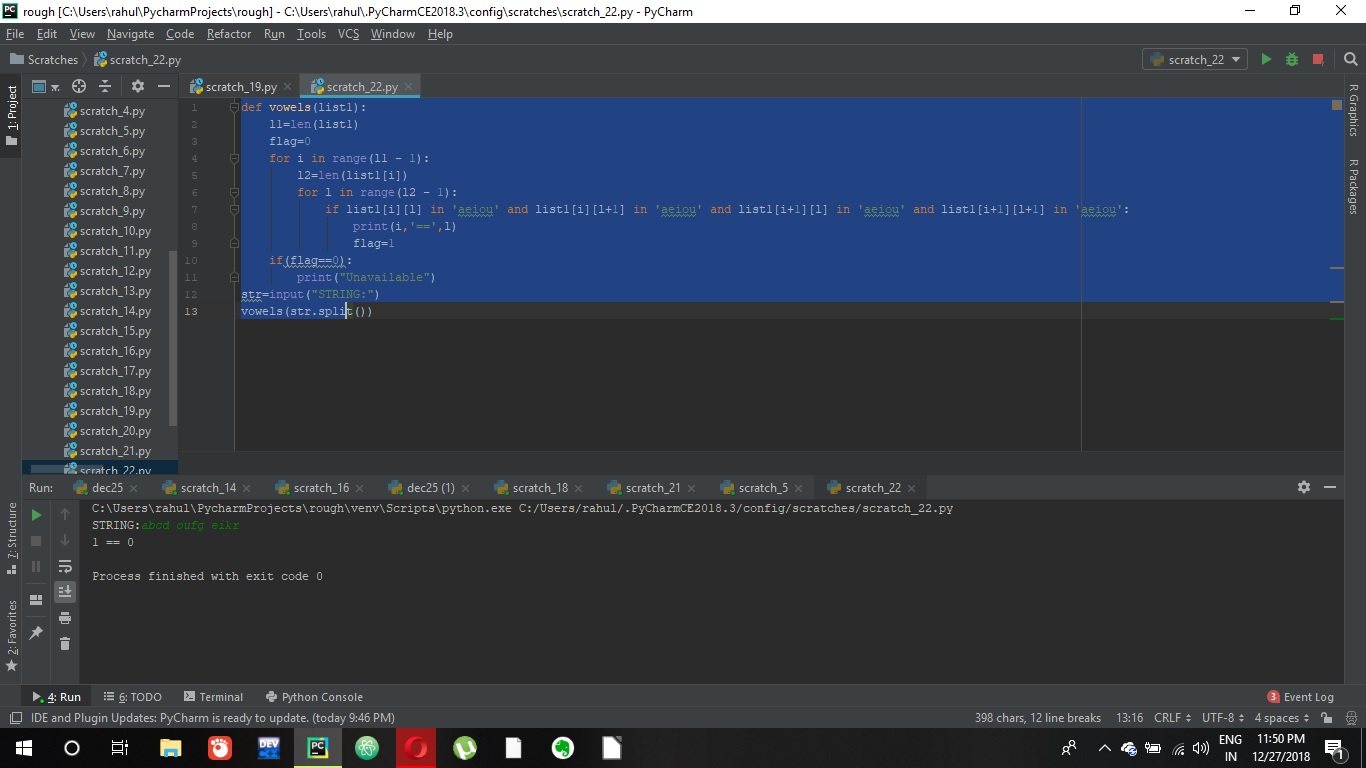 rough [C:\Users\rahul\PycharmProjects\rough] - C:\Users\rahul\.PyCharmCE2018.3\config\scratches\scratch_22.py - PyCharm
File Edit View Navigate Code Refactor Run Tools VCS Window Help
Scratches scratch_22.py scratch_22
1: Project
scratch_19.py scratch_22.py
scratch_4.py
scratch_5.py
scratch_6.py
scratch_7.py
scratch_8.py
scratch_9.py
scratch_10.py
scratch_11.py
scratch_12.py
scratch_13.py
scratch_14.py
scratch_15.py
scratch_16.py
scratch_17.py
scratch_18.py
scratch_19.py
scratch_20.py
scratch_21.py
scratch_22.py
1 def vowels(list1):
2 l1=len(list1)
3 flag=0
4 for i in range(l1 - 1):
5 l2=len(list1[i])
6 for l in range(l2 - 1):
7 if list1[i][l] in 'aeiou' and list1[i][l+1] in 'aeiou' and list1[i+1][l] in 'aeiou' and list1[i+1][l+1] in 'aeiou':
8 print(i,'==',l)
9 flag=1
10 if(flag==0):
11 print("Unavailable")
12 str=input("STRING:")
13 vowels(str.split())
R Graphics
R Packages
Run: dec25 scratch_14 scratch_16 dec25 (1) scratch_18 scratch_21 scratch_5 scratch_22
C:\Users\rahul\PycharmProjects\rough\venv\Scripts\python.exe C:/Users/rahul/.PyCharmCE2018.3/config/scratches/scratch_22.py
STRING:abcd oufg eikr
1 == 0
Process finished with exit code 0
7: Structure
2: Favorites
4: Run 6: TODO Terminal Python Console 3 Event Log
IDE and Plugin Updates: PyCharm is ready to update. (today 9:46 PM) 398 chars, 12 line breaks 13:16 CRLF UTF-8 4 spaces
DEV
PC
ENG
IN
11:50 PM
12/27/2018
1